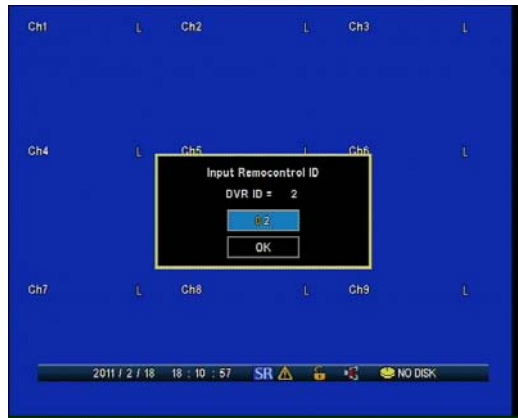 Ch1 L Ch2 L Ch3 L
Ch4 L Ch5 L Ch6 L
Input Remocontrol ID
DVR ID = 2
02
OK
Ch7 L Ch8 L Ch9 L
2011 / 2 / 18 18 : 10 : 57 SR NO DISK